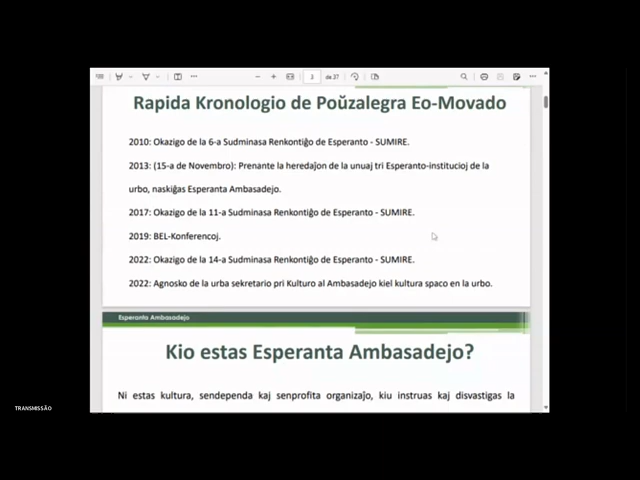 3 de 37
Rapida Kronologio de Poŭzalegra Eo-Movado
2010: Okazigo de la 6-a Sudminasa Renkontiĝo de Esperanto - SUMIRE.
2013: (15-a de Novembro): Prenante la heredaĵon de la unuaj tri Esperanto-institucioj de la
urbo, naskiĝas Esperanta Ambasadejo.
2017: Okazigo de la 11-a Sudminasa Renkontiĝo de Esperanto - SUMIRE.
2019: BEL-Konferencoj.
2022: Okazigo de la 14-a Sudminasa Renkontiĝo de Esperanto - SUMIRE.
2022: Agnosko de la urba sekretario pri Kulturo al Ambasadejo kiel kultura spaco en la urbo.
Esperanta Ambasadejo
Kio estas Esperanta Ambasadejo?
Ni estas kultura, sendependa kaj senprofita organizaĵo, kiu instruas kaj disvastigas la
TRANSMISSÃO